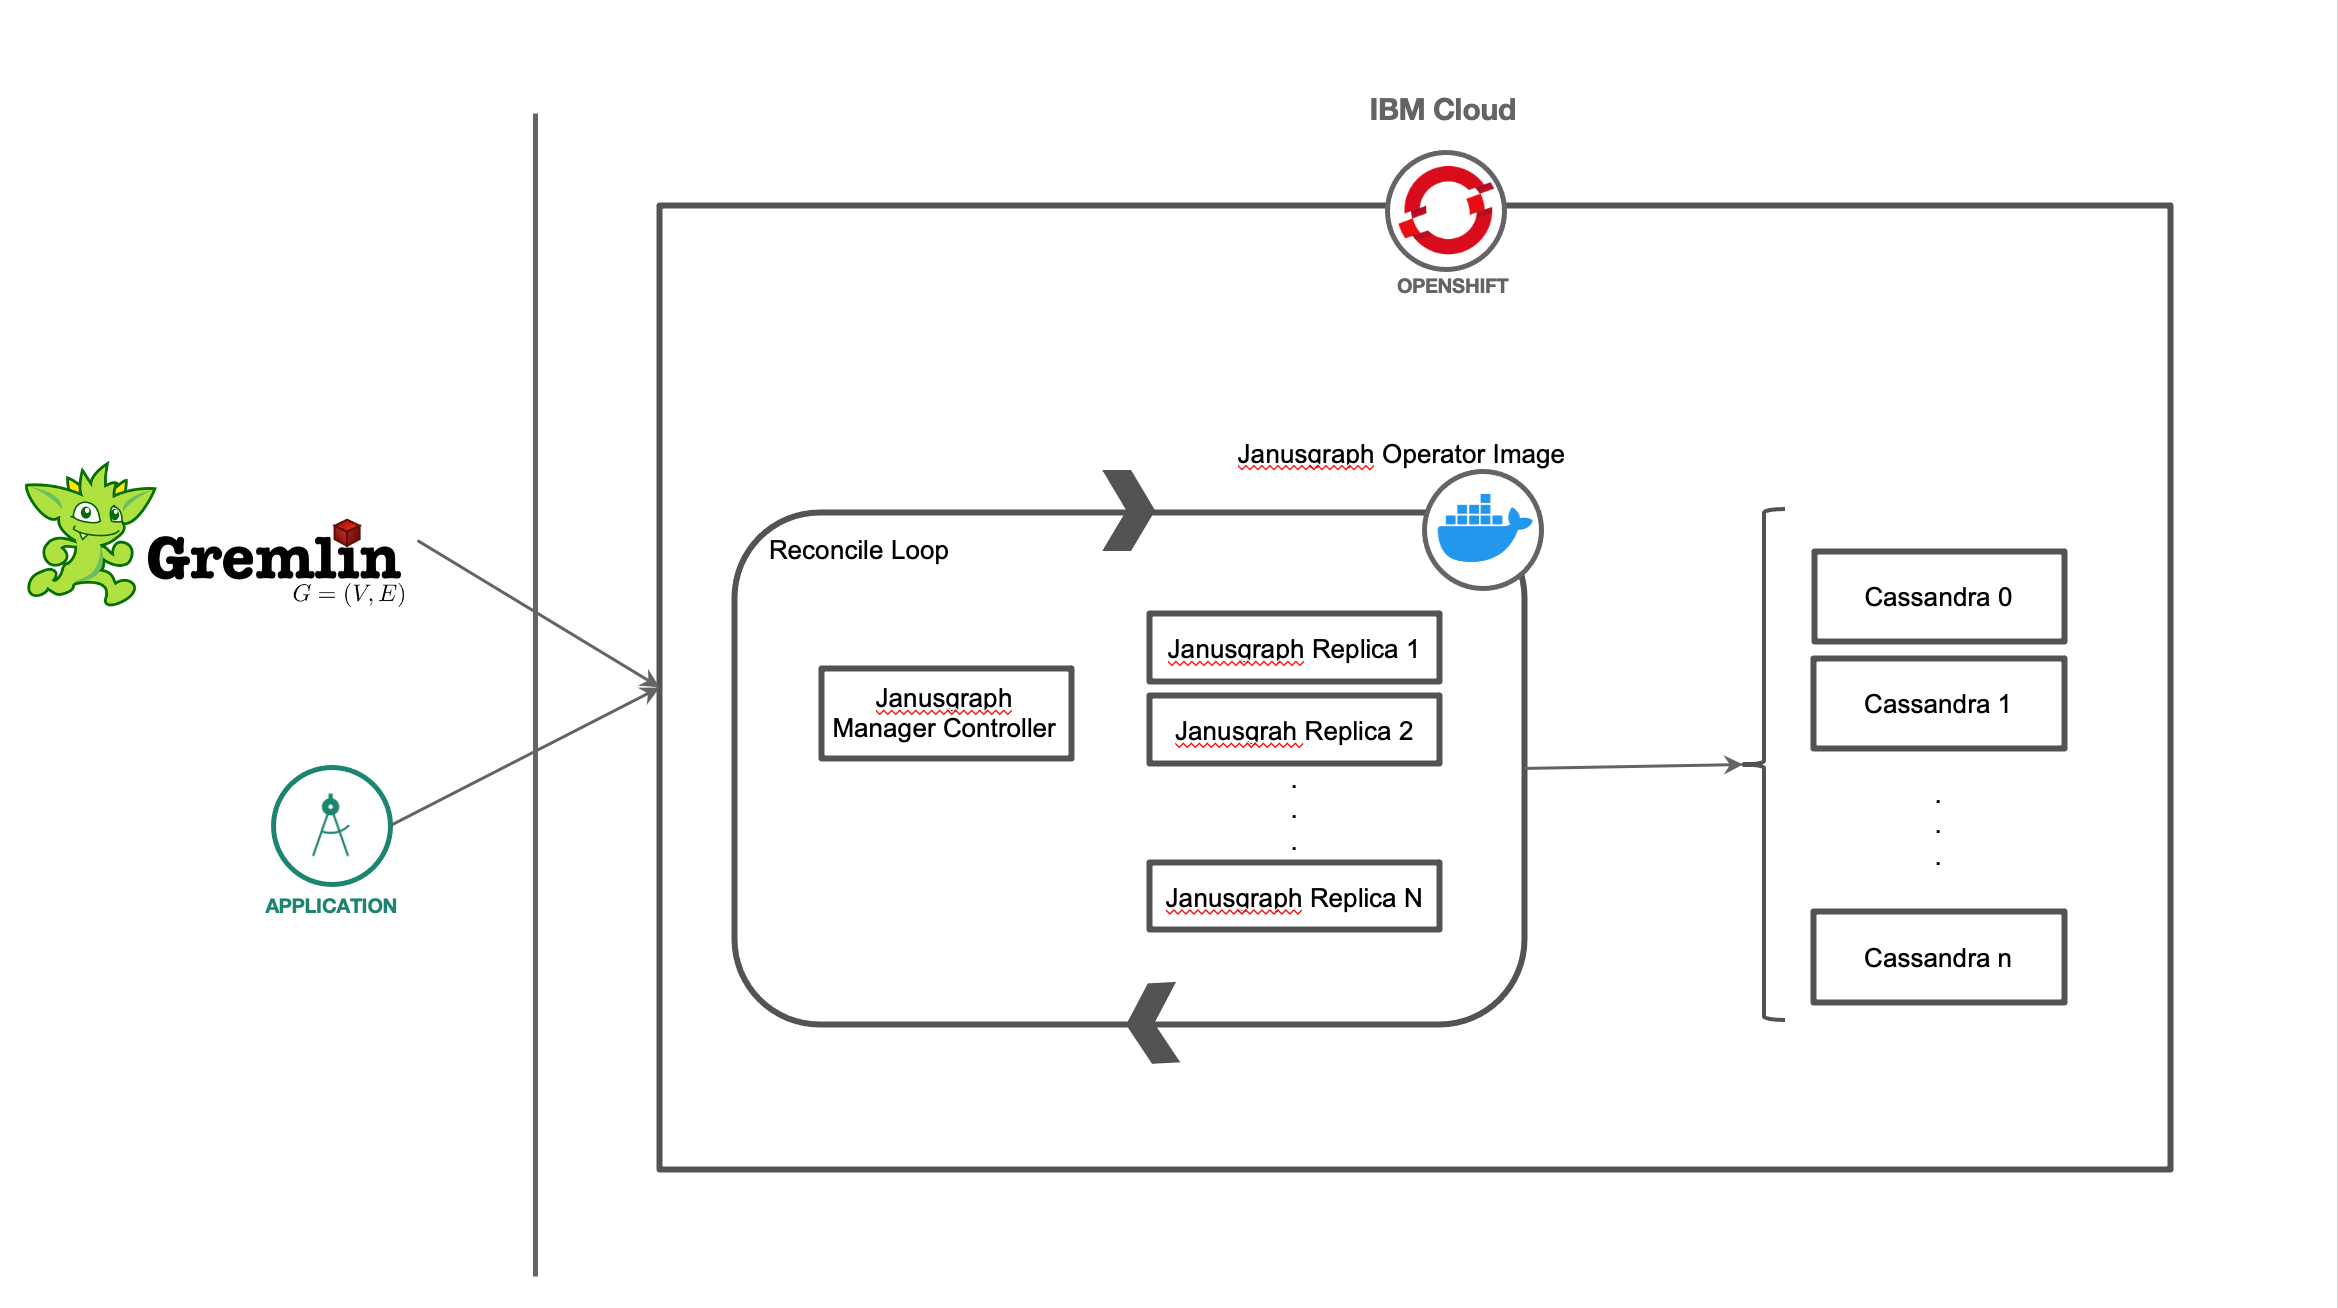 IBM Cloud
OPENSHIFT
Gremlin
G = (V, E)
APPLICATION
Janusgraph Operator Image
Reconcile Loop
Janusgraph
Manager Controller
Janusgraph Replica 1
Janusgrah Replica 2
.
.
.
Janusgraph Replica N
Cassandra 0
Cassandra 1
.
.
.
Cassandra n